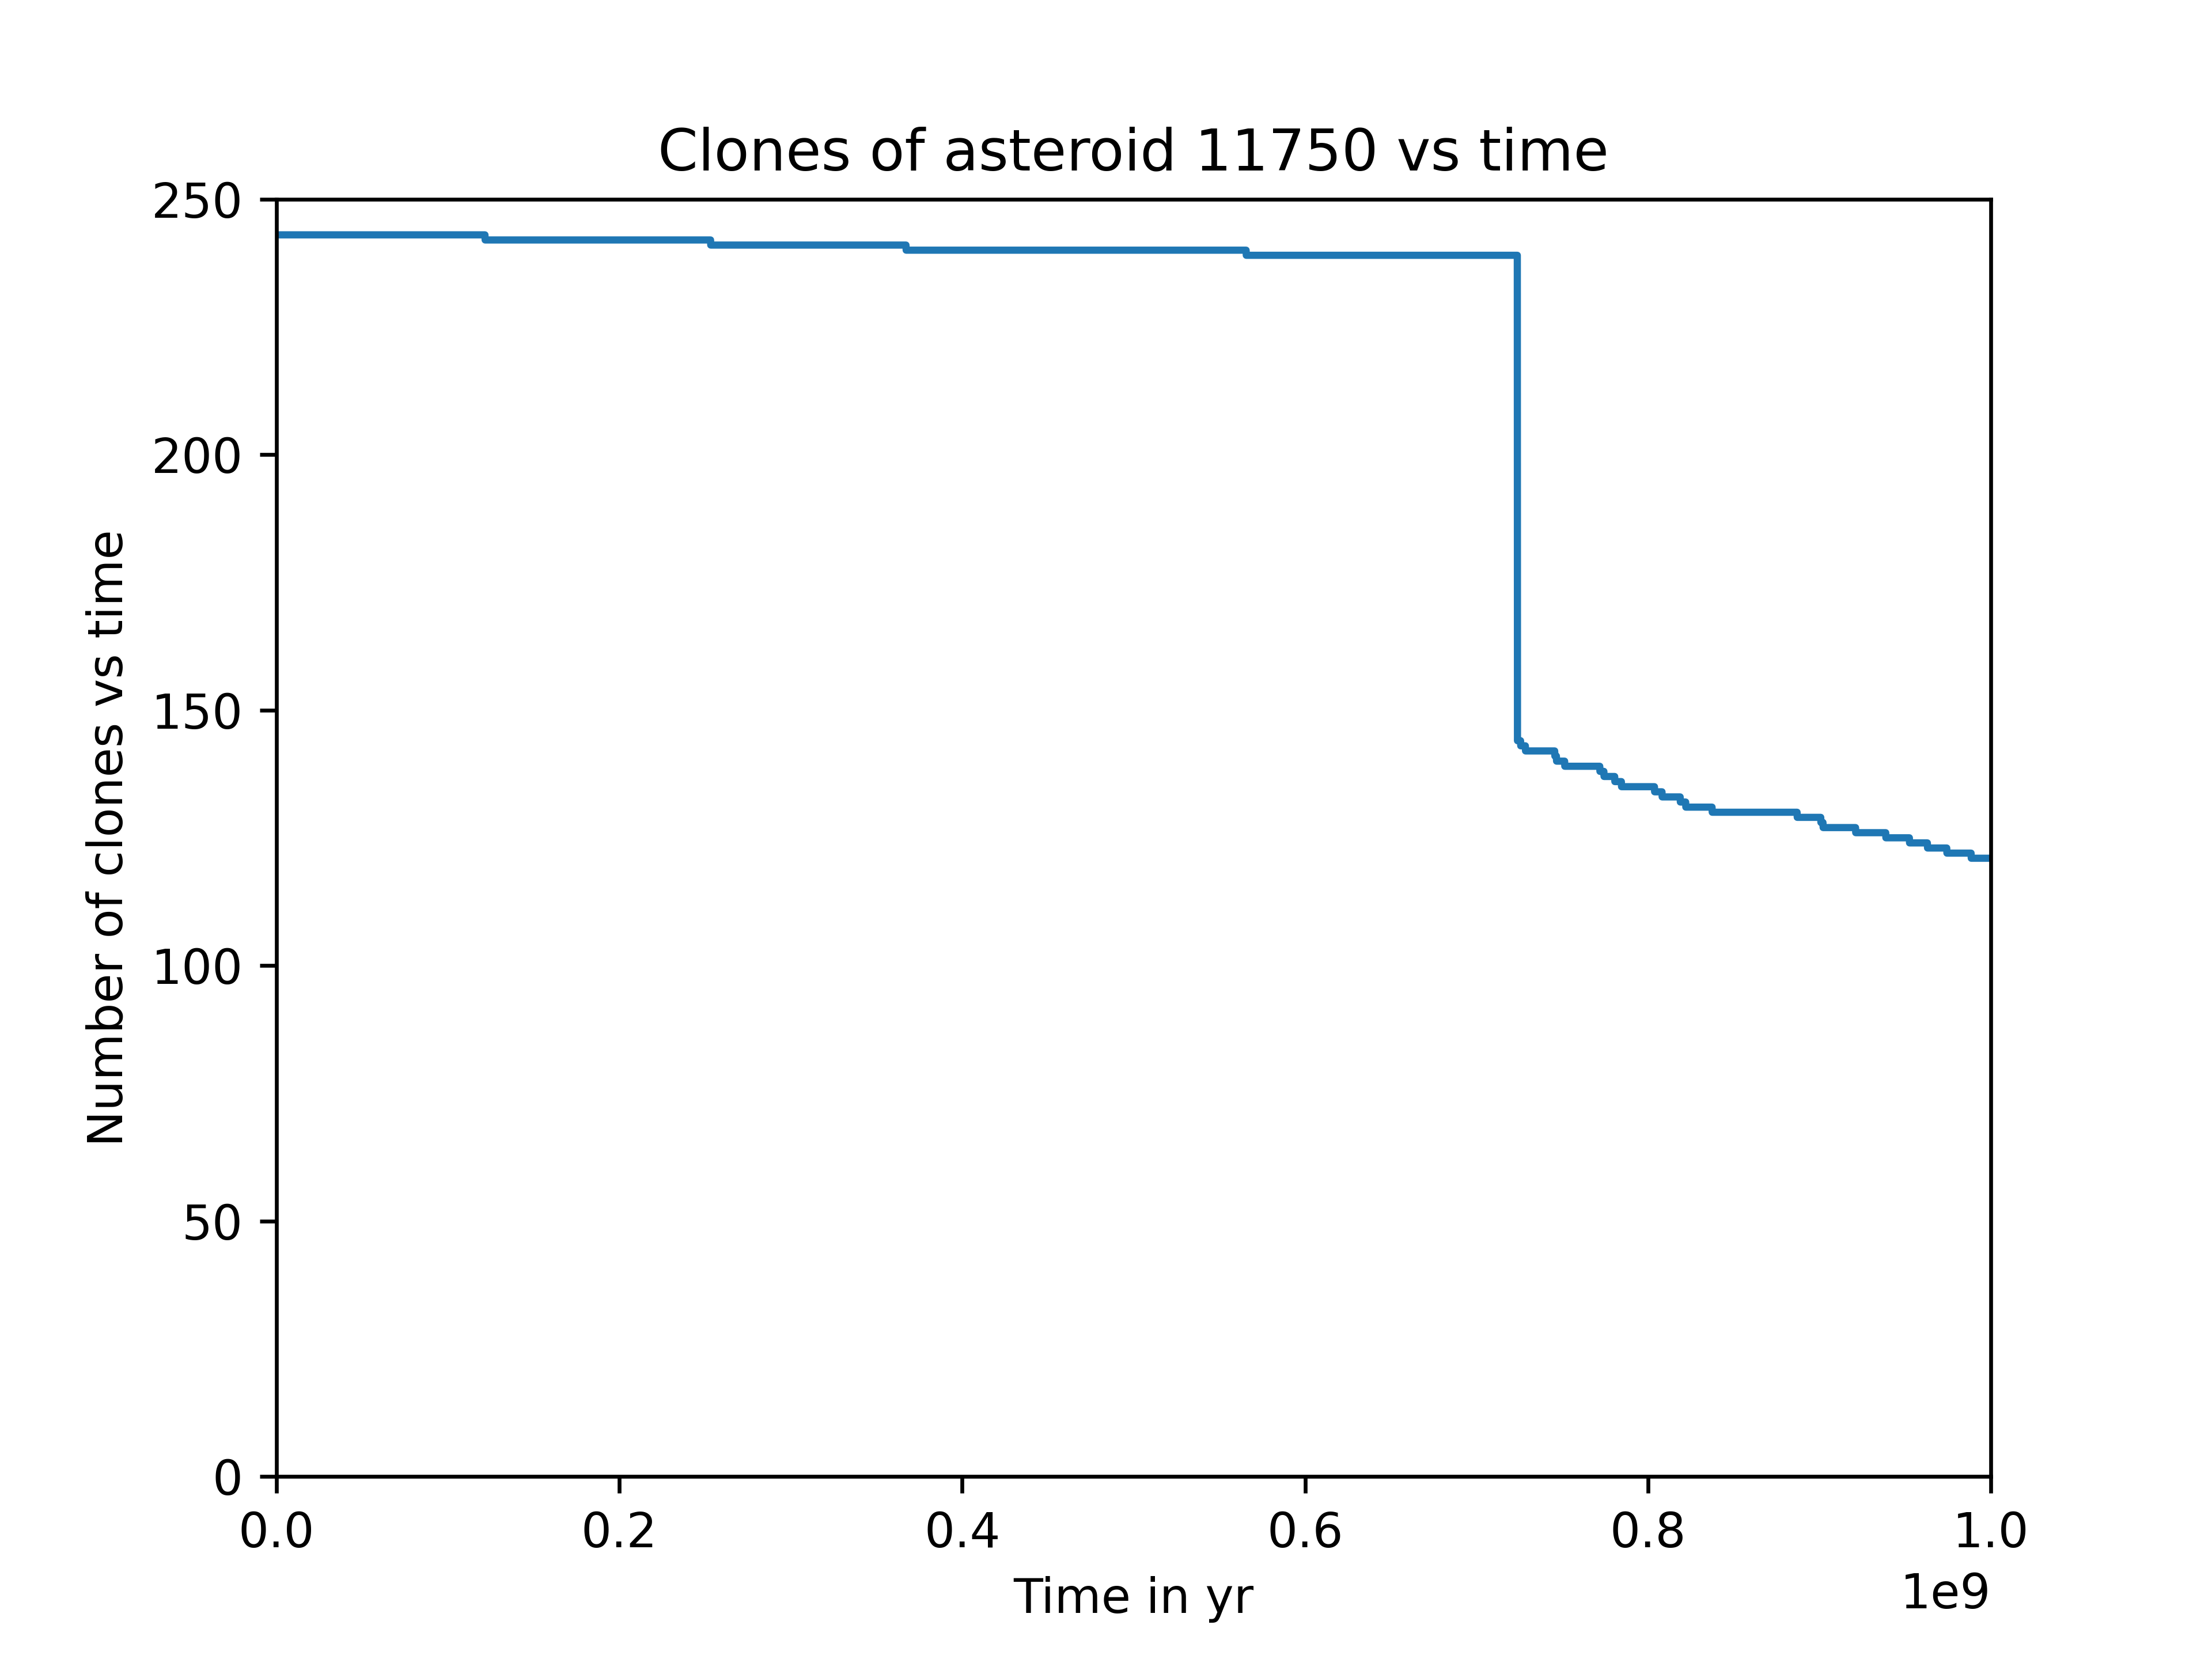 Clones of asteroid 11750 vs time
250
200
150
100
50
0
Number of clones vs time
0.0 0.2 0.4 0.6 0.8 1.0
Time in yr
1e9